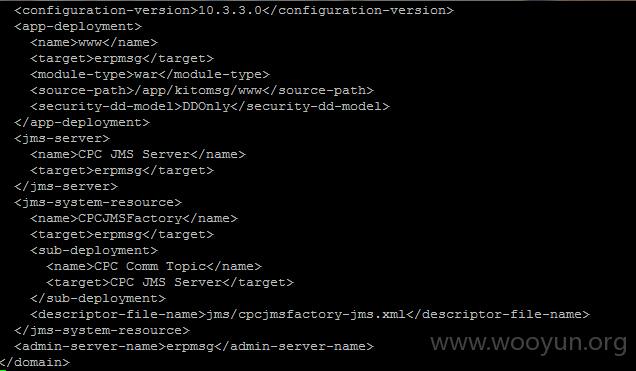 <configuration-version>10.3.3.0</configuration-version>
<app-deployment>
<name>www</name>
<target>erpmsg</target>
<module-type>war</module-type>
<source-path>/app/kitomsg/www</source-path>
<security-dd-model>DDOnly</security-dd-model>
</app-deployment>
<jms-server>
<name>CPC JMS Server</name>
<target>erpmsg</target>
</jms-server>
<jms-system-resource>
<name>CPCJMSFactory</name>
<target>erpmsg</target>
<sub-deployment>
<name>CPC Comm Topic</name>
<target>CPC JMS Server</target>
</sub-deployment>
<descriptor-file-name>jms/cpcjmsfactory-jms.xml</descriptor-file-name>
</jms-system-resource>
<admin-server-name>erpmsg</admin-server-name>
</domain>
www.wooyun.org